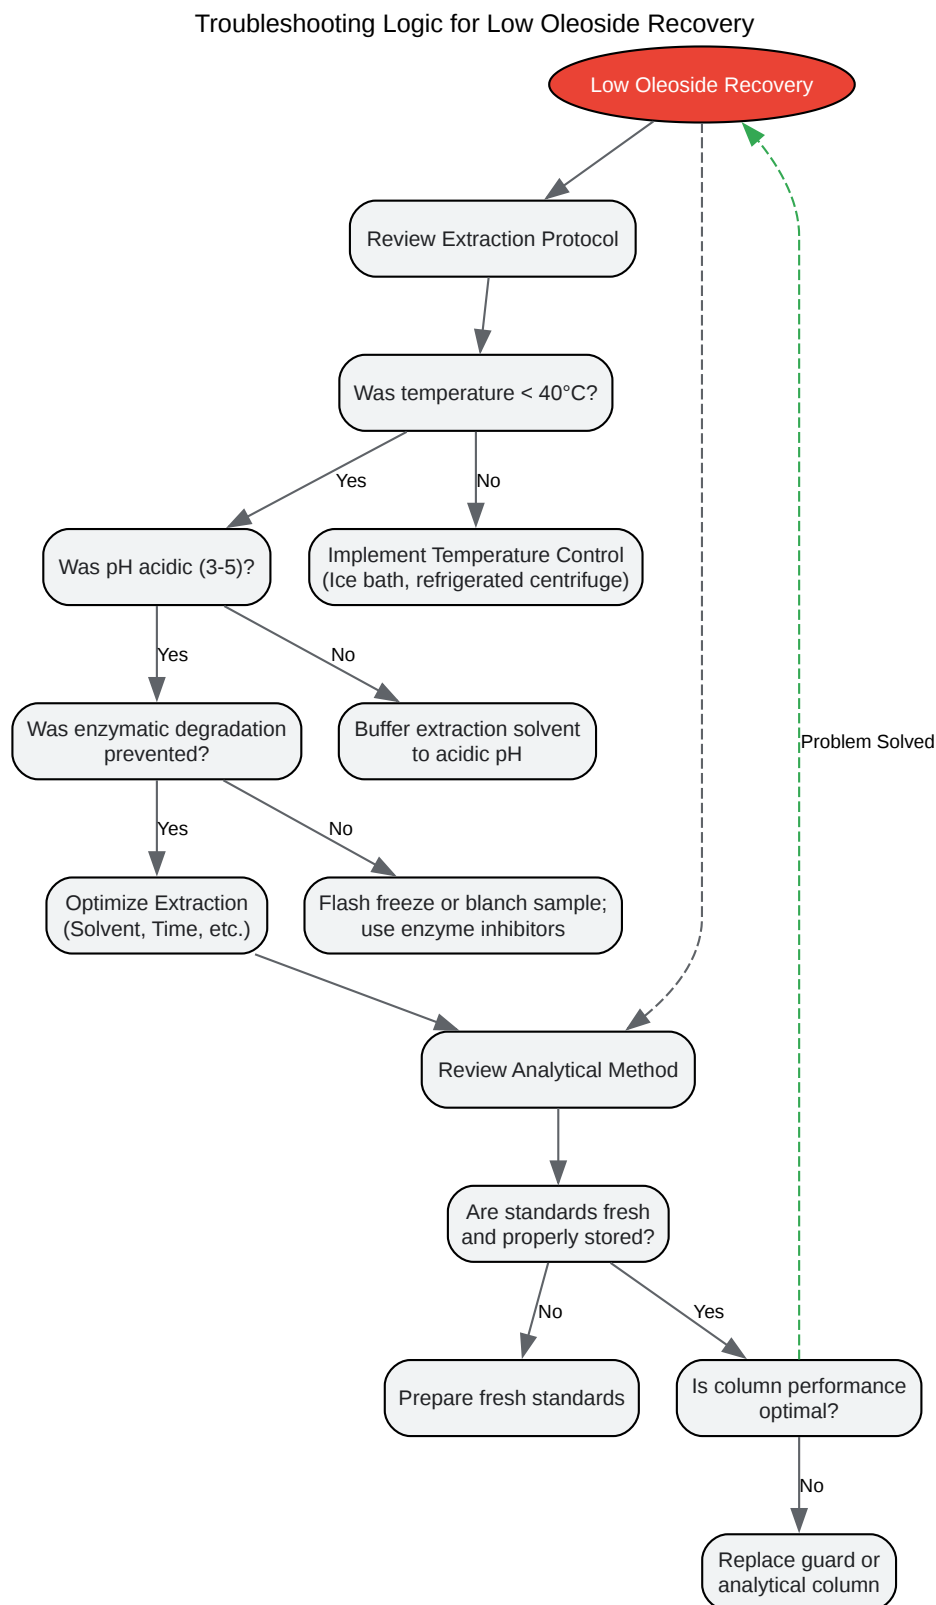 Troubleshooting Logic for Low Oleoside Recovery
Low Oleoside Recovery
Review Extraction Protocol
Was temperature < 40°C?
Yes
No
Was pH acidic (3-5)?
Implement Temperature Control
(Ice bath, refrigerated centrifuge)
Yes
No
Was enzymatic degradation
prevented?
Buffer extraction solvent
to acidic pH
Problem Solved
Yes
No
Optimize Extraction
(Solvent, Time, etc.)
Flash freeze or blanch sample;
use enzyme inhibitors
Review Analytical Method
Are standards fresh
and properly stored?
No
Yes
Prepare fresh standards
Is column performance
optimal?
No
Replace guard or
analytical column